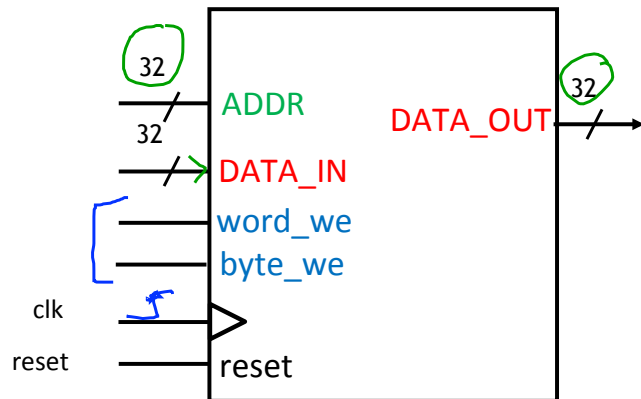 32
32
ADDR
DATA_OUT
32
DATA_IN
word_we
byte_we
clk
reset
reset